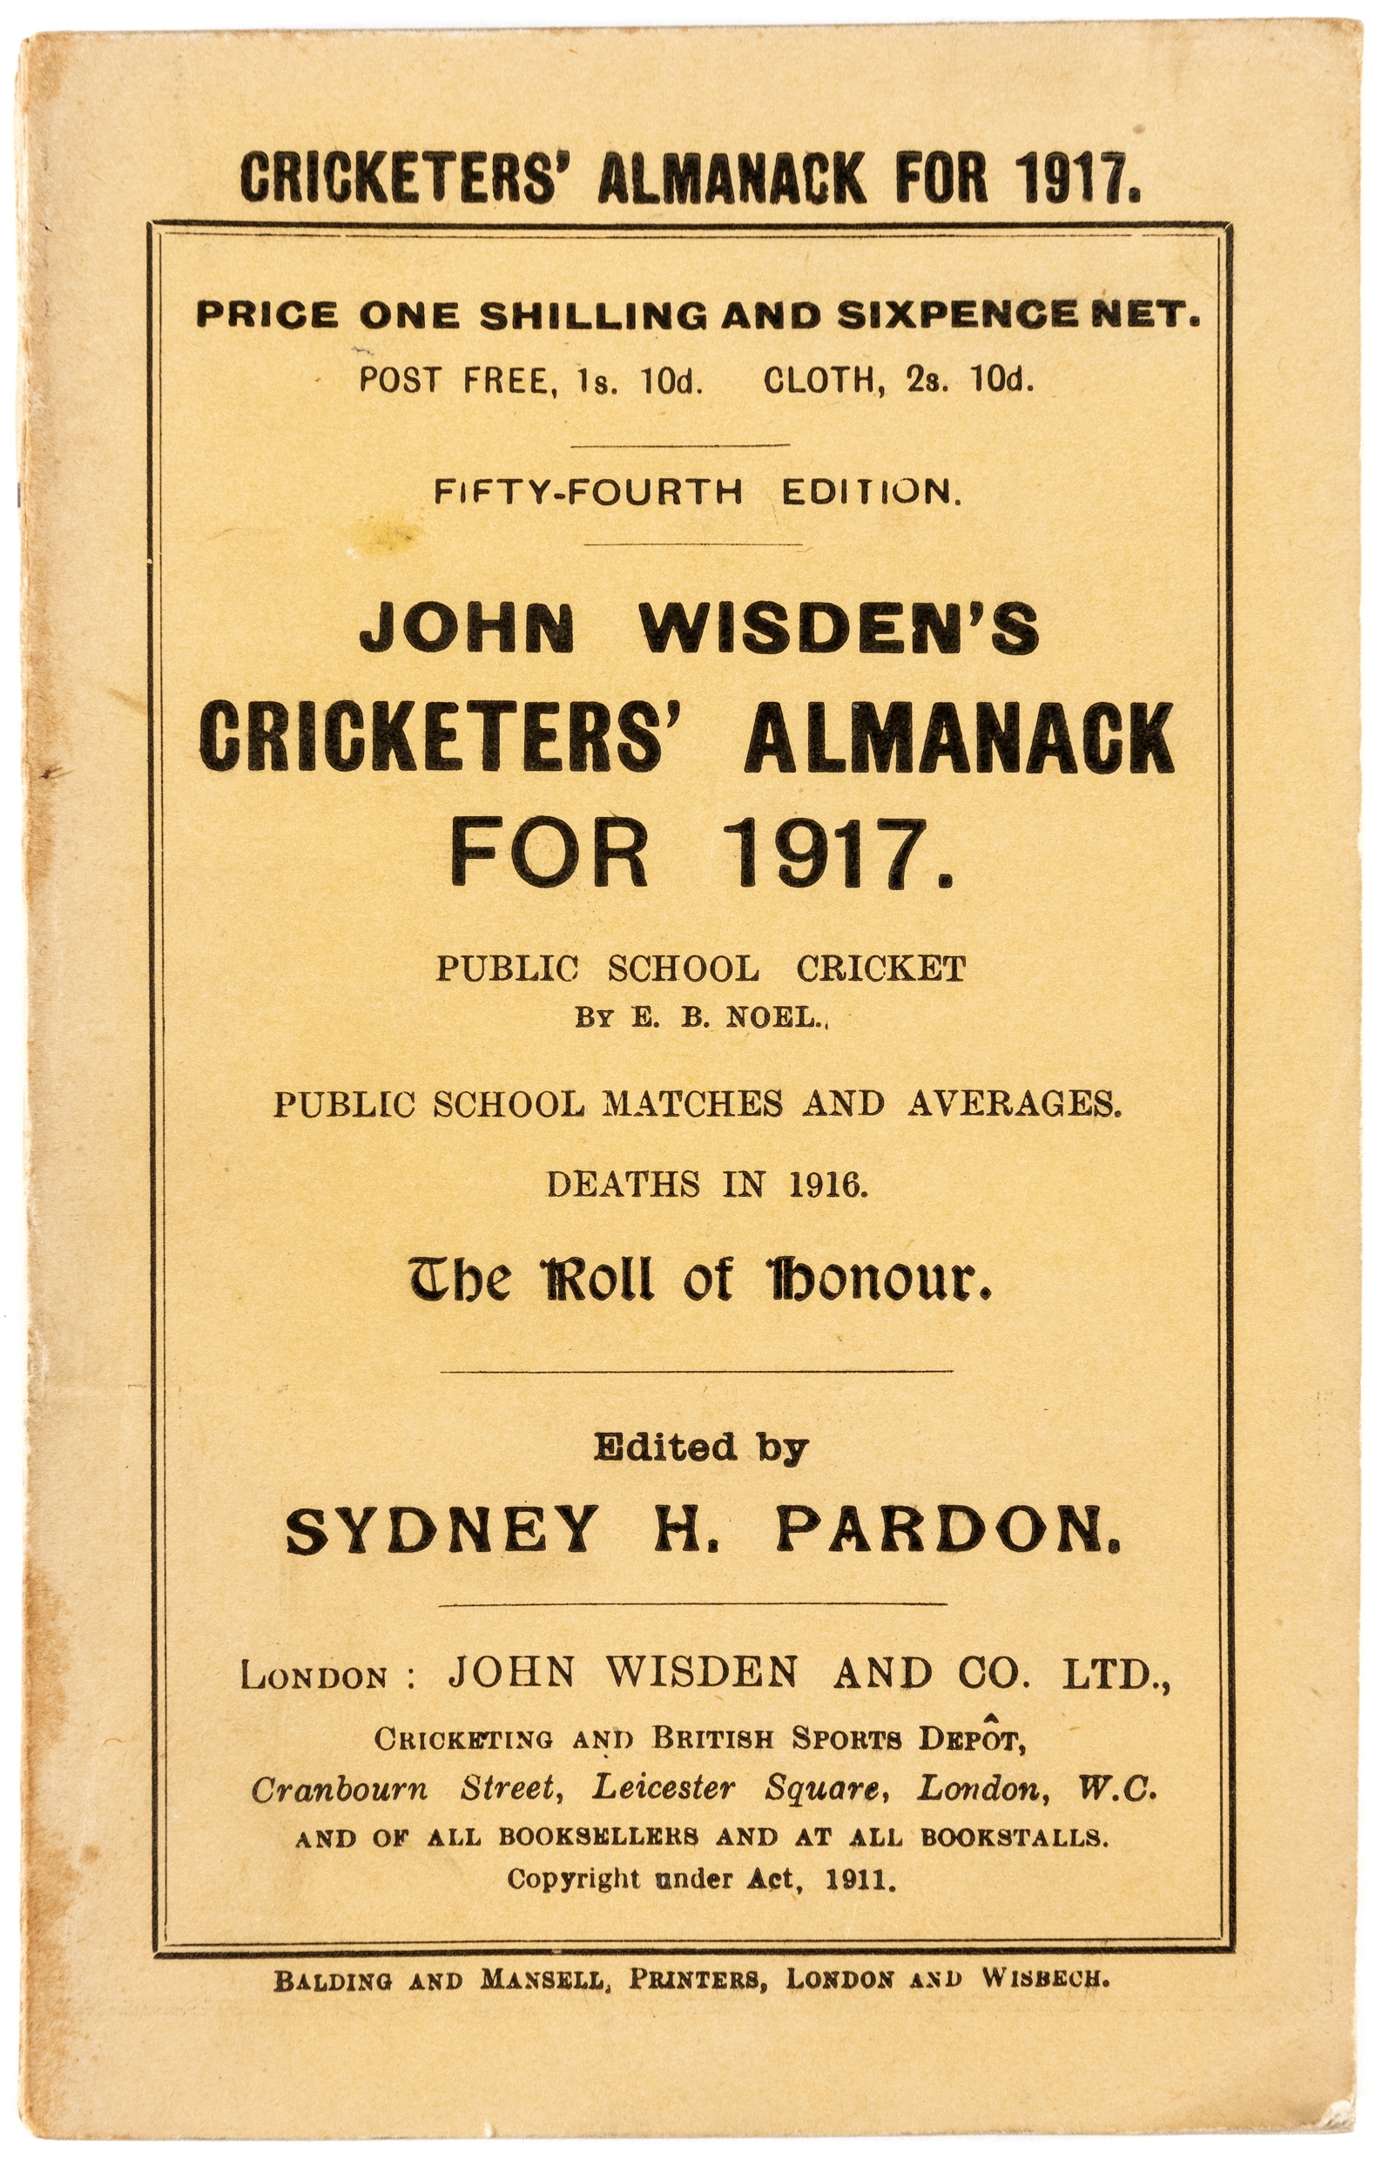 CRICKETERS' ALMANACK FOR 1917.
PRICE ONE SHILLING AND SIXPENCE NET.
POST FREE, 1s. 10d. CLOTH, 2s. 10d.
FIFTY-FOURTH EDITION.
JOHN WISDEN'S
CRICKETERS' ALMANACK
FOR 1917.
PUBLIC SCHOOL CRICKET
BY E. B. NOEL.
PUBLIC SCHOOL MATCHES AND AVERAGES.
DEATHS IN 1916.
The Roll of Honour.
Edited by
SYDNEY H. PARDON.
LONDON : JOHN WISDEN AND CO. LTD.,
CRICKETING AND BRITISH SPORTS DEPÔT,
Cranbourn Street, Leicester Square, London, W.C.
AND OF ALL BOOKSELLERS AND AT ALL BOOKSTALLS.
Copyright under Act, 1911.
BALDING AND MANSELL, PRINTERS, LONDON AND WISBECH.